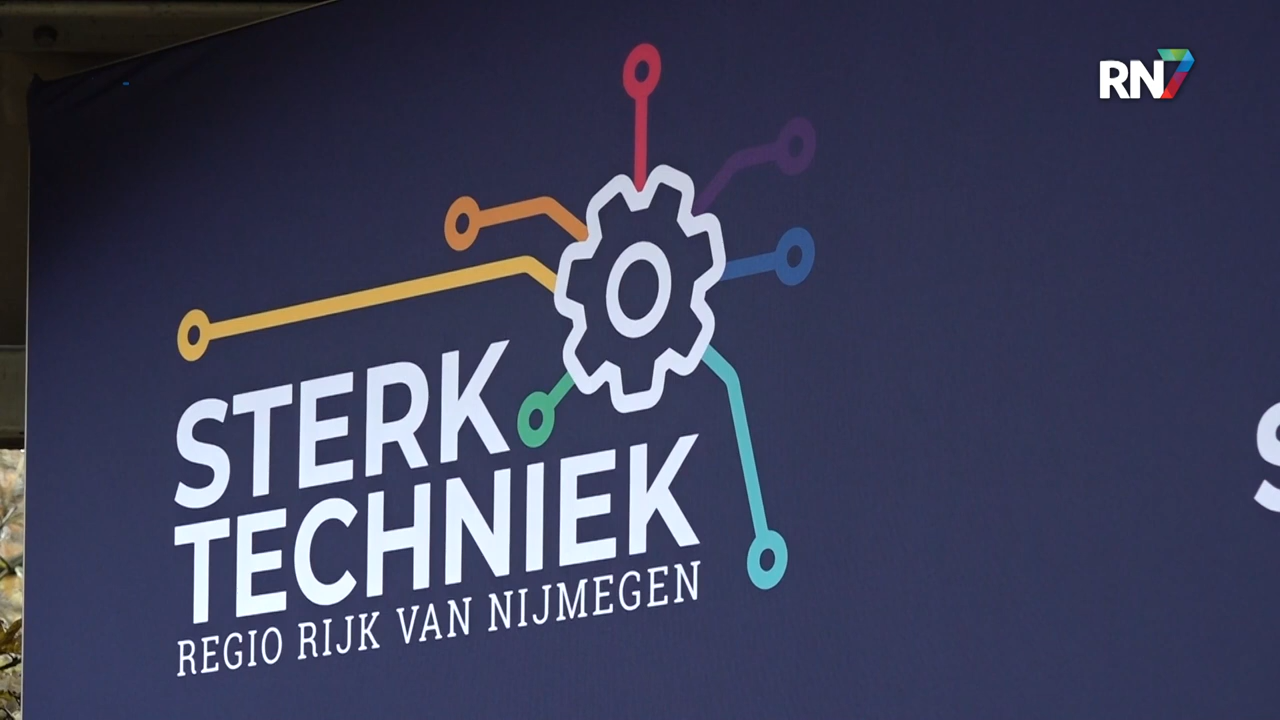 RN7
STERK
TECHNIEK
REGIO RIJK VAN NIJMEGEN
S